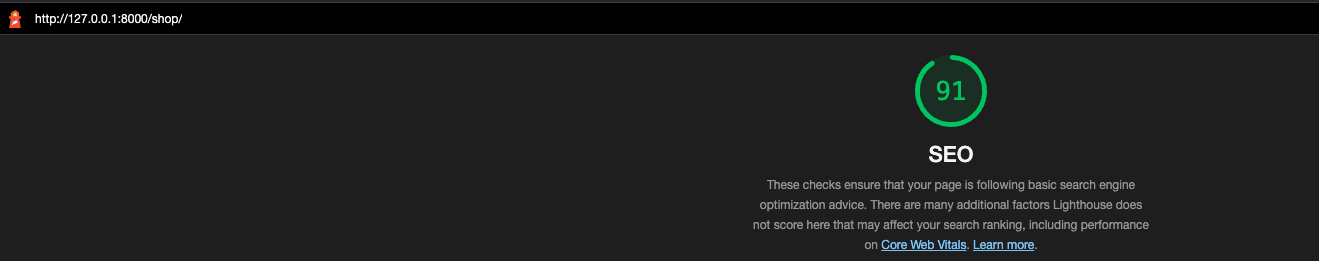 http://127.0.0.1:8000/shop/
91
SEO
These checks ensure that your page is following basic search engine
optimization advice. There are many additional factors Lighthouse does
not score here that may affect your search ranking, including performance
on Core Web Vitals. Learn more.